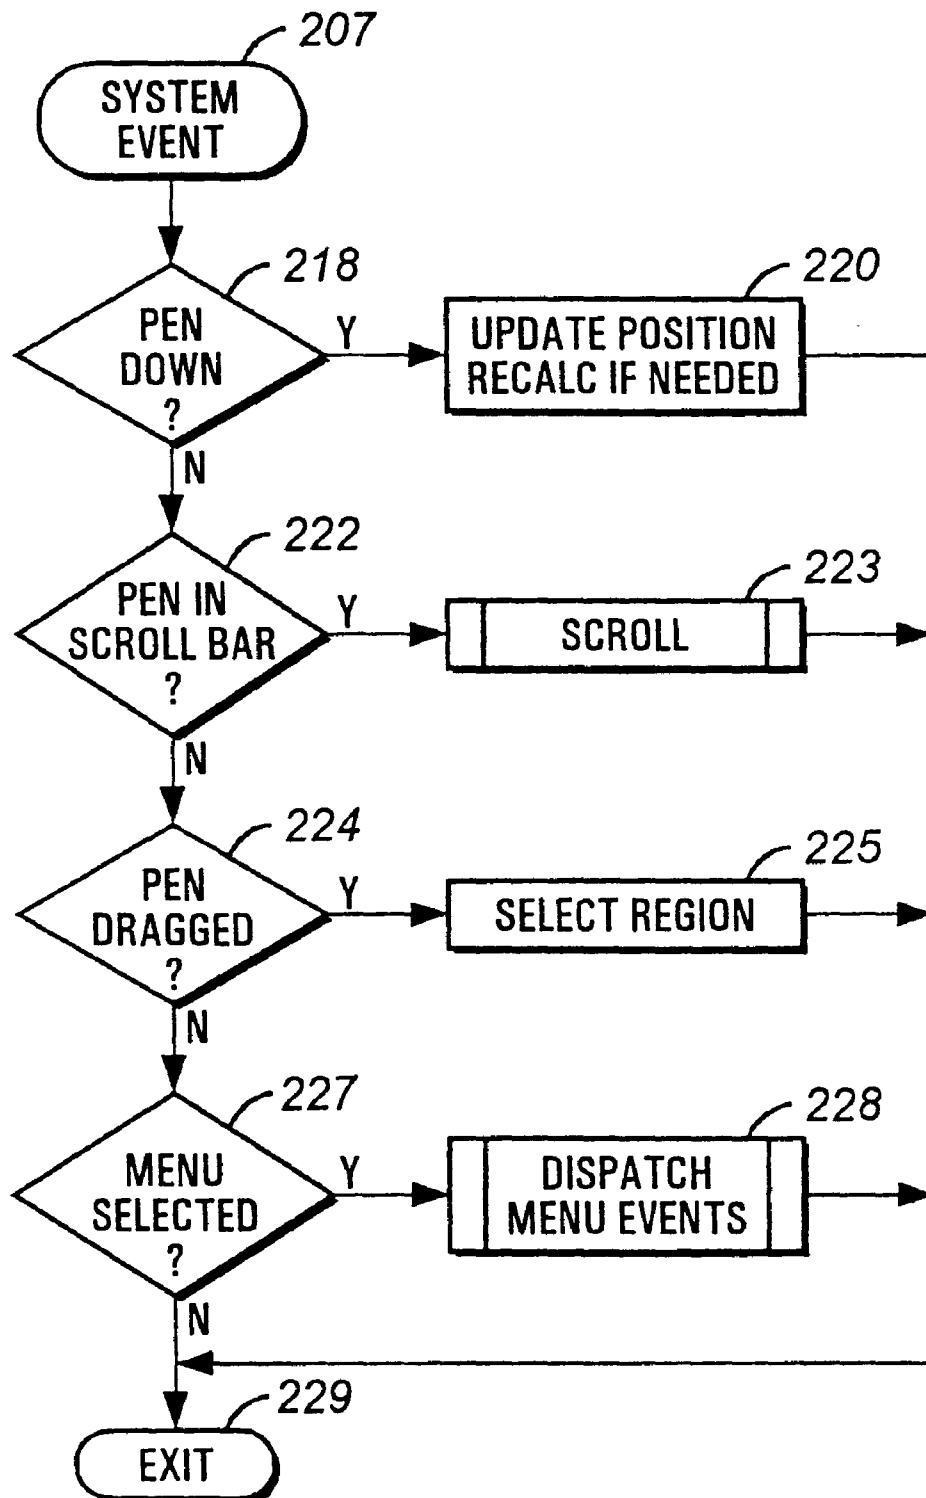 207
SYSTEM
EVENT
218
PEN
DOWN
?
Y
N
220
UPDATE POSITION
RECALC IF NEEDED
222
PEN IN
SCROLL BAR
?
Y
N
223
SCROLL
224
PEN
DRAGGED
?
Y
N
225
SELECT REGION
227
MENU
SELECTED
?
Y
N
228
DISPATCH
MENU EVENTS
229
EXIT